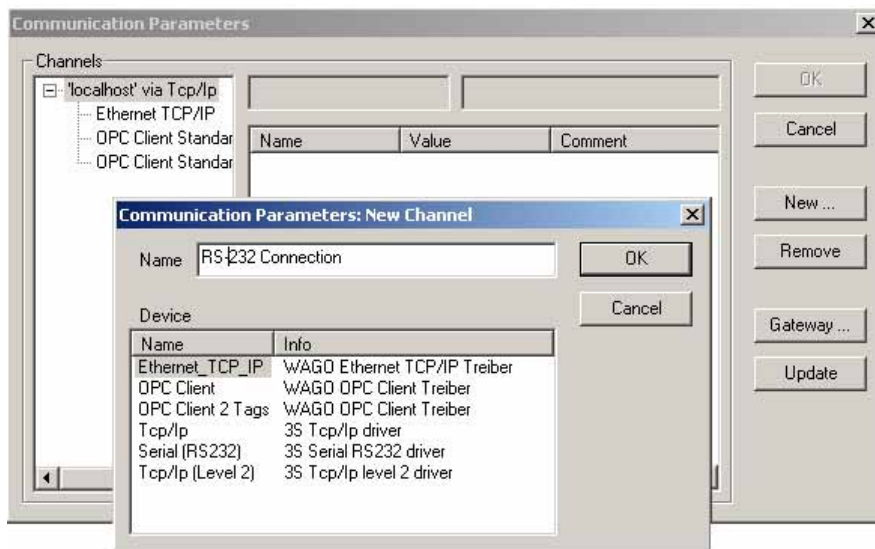 Communication Parameters
Channels
'localhost' via Tcp/Ip
Ethernet TCP/IP
OPC Client Standar
OPC Client Standar
Name Value Comment
OK
Cancel
New ...
Remove
Gateway ...
Update
Communication Parameters: New Channel
Name RS-232 Connection
OK
Cancel
Device
Name Info
Ethernet_TCP_IP WAGO Ethernet TCP/IP Treiber
OPC Client WAGO OPC Client Treiber
OPC Client 2 Tags WAGO OPC Client Treiber
Tcp/Ip 3S Tcp/Ip driver
Serial (RS232) 3S Serial RS232 driver
Tcp/Ip (Level 2) 3S Tcp/Ip level 2 driver